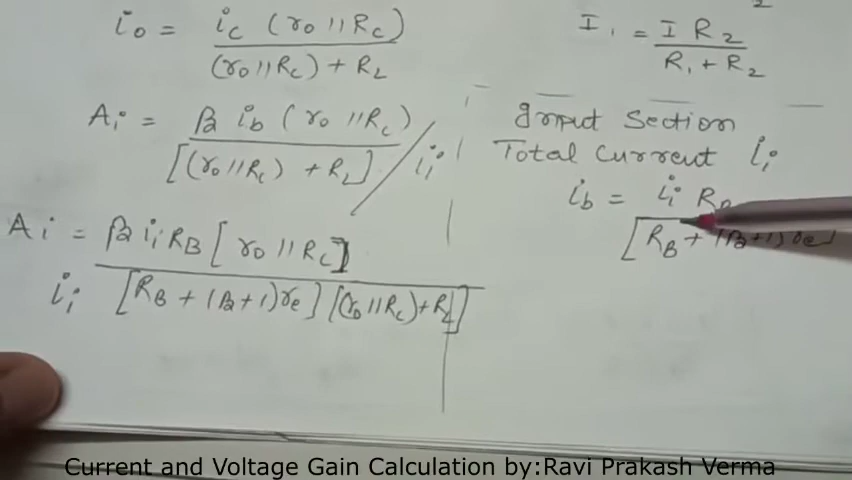 i₀ = i_c (r₀ || R_C) / (r₀ || R_C) + R_L
A_i = β i_b (r₀ || R_C) / [(r₀ || R_C) + R_L] / i_i
A_i = β i_i R_B [r₀ || R_C] / i_i [R_B + (β+1) r_e] [(r₀ || R_C) + R_L]
2
I₁ = I R₂ / R₁ + R₂
Input Section
Total Current i_i
i_b = i_i R_B / [R_B + (β+1) r_e]
Current and Voltage Gain Calculation by:Ravi Prakash Verma